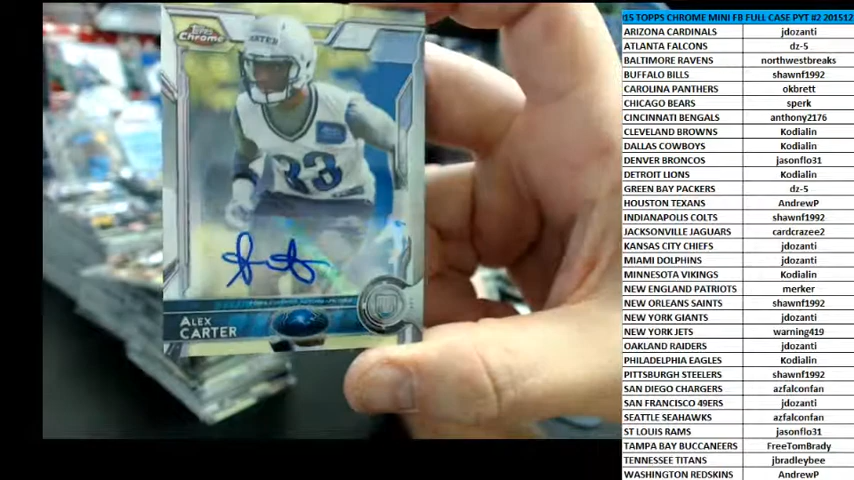 Topps
Chrome
CARTER
33
ALEX
CARTER
15 TOPPS CHROME MINI FB FULL CASE PYT #2 201512
ARIZONA CARDINALS jdozanti
ATLANTA FALCONS dz-5
BALTIMORE RAVENS northwestbreaks
BUFFALO BILLS shawnf1992
CAROLINA PANTHERS okbrett
CHICAGO BEARS sperk
CINCINNATI BENGALS anthony2176
CLEVELAND BROWNS Kodialin
DALLAS COWBOYS Kodialin
DENVER BRONCOS jasonflo31
DETROIT LIONS Kodialin
GREEN BAY PACKERS dz-5
HOUSTON TEXANS AndrewP
INDIANAPOLIS COLTS shawnf1992
JACKSONVILLE JAGUARS cardcrazee2
KANSAS CITY CHIEFS jdozanti
MIAMI DOLPHINS jdozanti
MINNESOTA VIKINGS Kodialin
NEW ENGLAND PATRIOTS merker
NEW ORLEANS SAINTS shawnf1992
NEW YORK GIANTS jdozanti
NEW YORK JETS warning419
OAKLAND RAIDERS jdozanti
PHILADELPHIA EAGLES Kodialin
PITTSBURGH STEELERS shawnf1992
SAN DIEGO CHARGERS azfalconfan
SAN FRANCISCO 49ERS jdozanti
SEATTLE SEAHAWKS azfalconfan
ST LOUIS RAMS jasonflo31
TAMPA BAY BUCCANEERS FreeTomBrady
TENNESSEE TITANS jbradleybee
WASHINGTON REDSKINS AndrewP